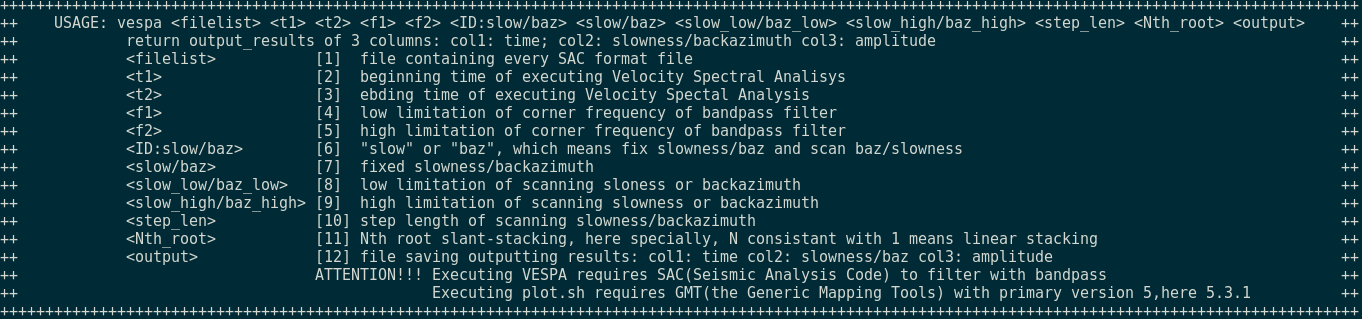 +++++++++++++++++++++++++++++++++++++++++++++++++++++++++++++++++++++++++++++++++++++++++++++++++++++++++++++++++++++++++++++++++++++++++++++++++++++++
++    USAGE: vespa <filelist> <t1> <t2> <f1> <f2> <ID:slow/baz> <slow/baz> <slow_low/baz_low> <slow_high/baz_high> <step_len> <Nth_root> <output>    ++
++            return output_results of 3 columns: col1: time; col2: slowness/backazimuth col3: amplitude                                             ++
++            <filelist>           [1]  file containing every SAC format file                                                                        ++
++            <t1>                 [2]  beginning time of executing Velocity Spectral Analisys                                                       ++
++            <t2>                 [3]  ebding time of executing Velocity Spectal Analysis                                                           ++
++            <f1>                 [4]  low limitation of corner frequency of bandpass filter                                                        ++
++            <f2>                 [5]  high limitation of corner frequency of bandpass filter                                                       ++
++            <ID:slow/baz>        [6]  "slow" or "baz", which means fix slowness/baz and scan baz/slowness                                          ++
++            <slow/baz>           [7]  fixed slowness/backazimuth                                                                                   ++
++            <slow_low/baz_low>   [8]  low limitation of scanning sloness or backazimuth                                                            ++
++            <slow_high/baz_high> [9]  high limitation of scanning slowness or backazimuth                                                          ++
++            <step_len>           [10] step length of scanning slowness/backazimuth                                                                 ++
++            <Nth_root>           [11] Nth root slant-stacking, here specially, N consistant with 1 means linear stacking                           ++
++            <output>             [12] file saving outputting results: col1: time col2: slowness/baz col3: amplitude                                ++
++                                 ATTENTION!!! Executing VESPA requires SAC(Seismic Analysis Code) to filter with bandpass                          ++
++                                              Executing plot.sh requires GMT(the Generic Mapping Tools) with primary version 5,here 5.3.1          ++
+++++++++++++++++++++++++++++++++++++++++++++++++++++++++++++++++++++++++++++++++++++++++++++++++++++++++++++++++++++++++++++++++++++++++++++++++++++++